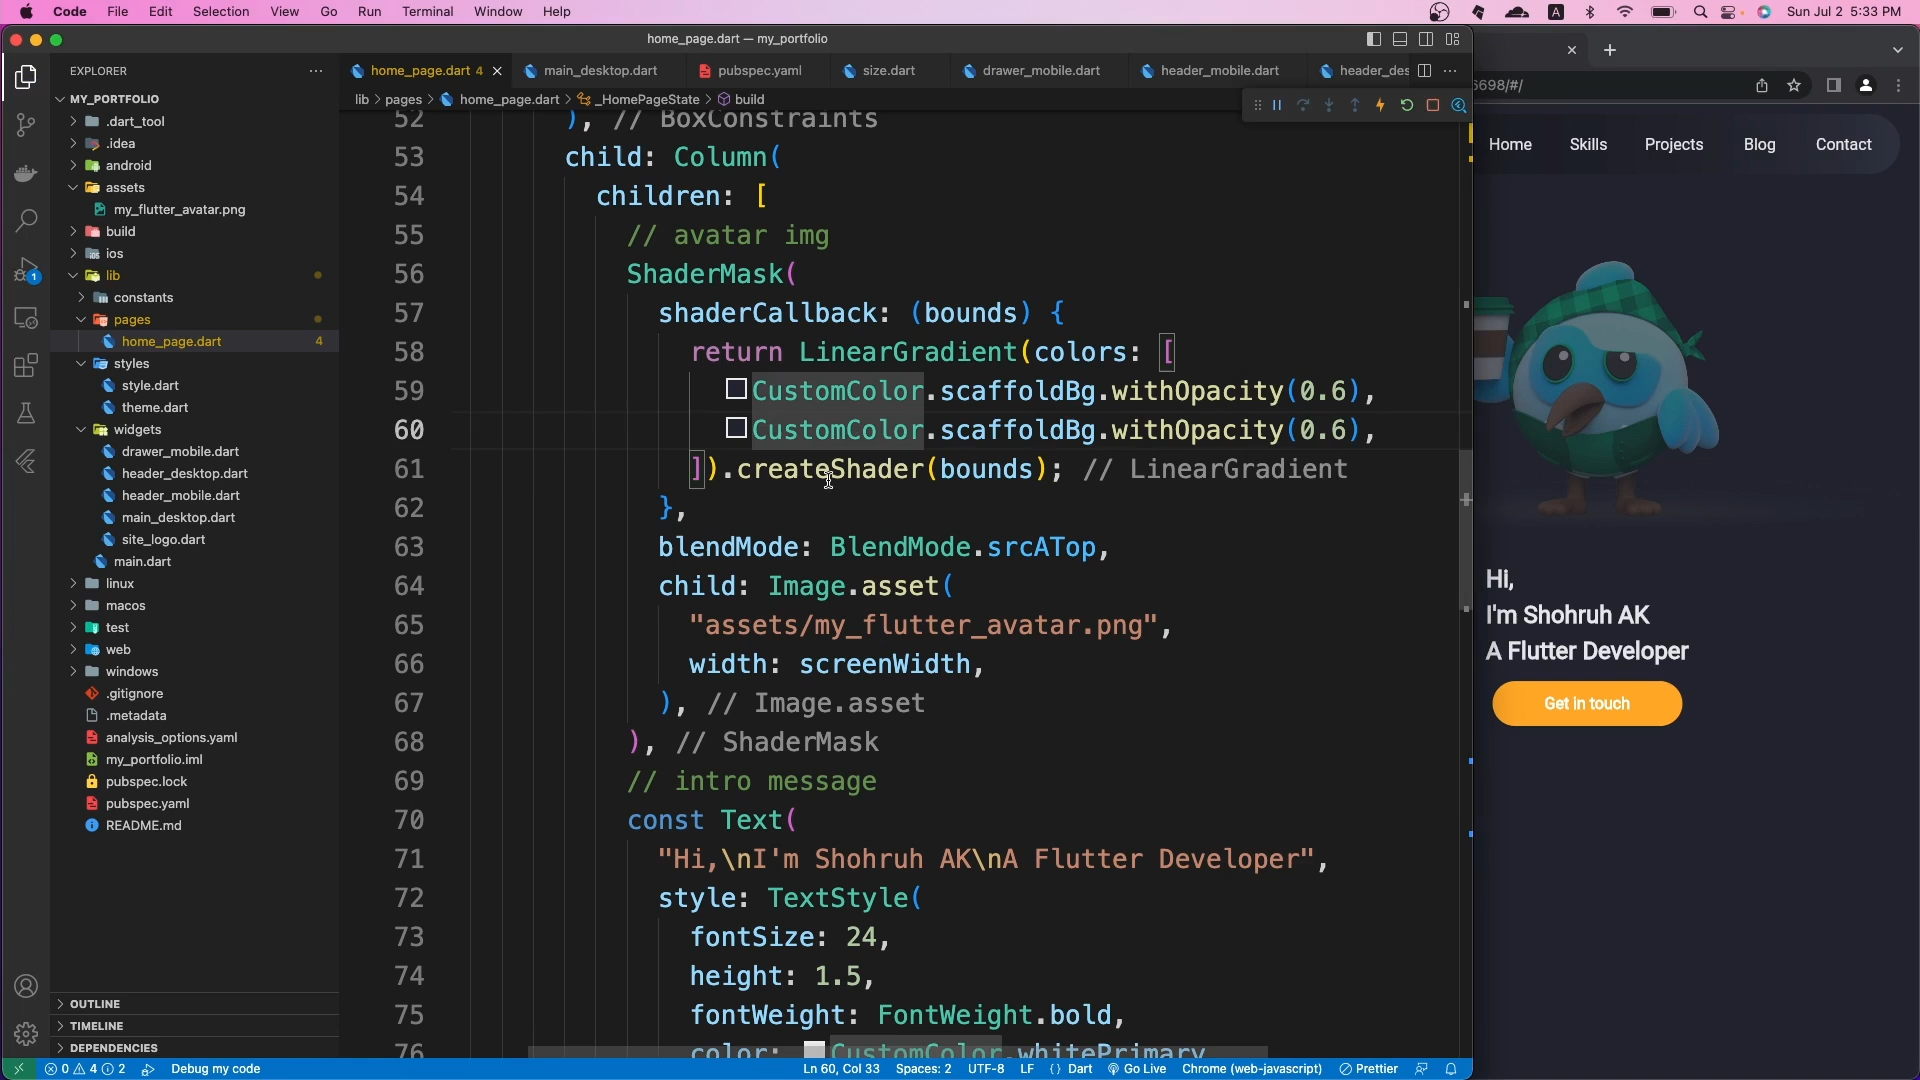 Code File Edit Selection View Go Run Terminal Window Help
A
Sun Jul 2 5:33 PM
home_page.dart — my_portfolio
EXPLORER
home_page.dart 4
main_desktop.dart
pubspec.yaml
size.dart
drawer_mobile.dart
header_mobile.dart
header_des
6698/#/
lib > pages > home_page.dart > _HomePageState > build
MY_PORTFOLIO
.dart_tool
.idea
android
assets
my_flutter_avatar.png
build
ios
lib
constants
pages
home_page.dart 4
styles
style.dart
theme.dart
widgets
drawer_mobile.dart
header_desktop.dart
header_mobile.dart
main_desktop.dart
site_logo.dart
main.dart
linux
macos
test
web
windows
.gitignore
.metadata
analysis_options.yaml
my_portfolio.iml
pubspec.lock
pubspec.yaml
README.md
OUTLINE
TIMELINE
DEPENDENCIES
1
52 ), // BoxConstraints
53 child: Column(
54 children: [
55 // avatar img
56 ShaderMask(
57 shaderCallback: (bounds) {
58 return LinearGradient(colors: [
59 CustomColor.scaffoldBg.withOpacity(0.6),
60 CustomColor.scaffoldBg.withOpacity(0.6),
61 ]).createShader(bounds); // LinearGradient
62 },
63 blendMode: BlendMode.srcATop,
64 child: Image.asset(
65 "assets/my_flutter_avatar.png",
66 width: screenWidth,
67 ), // Image.asset
68 ), // ShaderMask
69 // intro message
70 const Text(
71 "Hi,\nI'm Shohruh AK\nA Flutter Developer",
72 style: TextStyle(
73 fontSize: 24,
74 height: 1.5,
75 fontWeight: FontWeight.bold,
76 color: CustomColor.whitePrimary
Home Skills Projects Blog Contact
Hi,
I'm Shohruh AK
A Flutter Developer
Get in touch
0 4 2 Debug my code
Ln 60, Col 33 Spaces: 2 UTF-8 LF {} Dart Go Live Chrome (web-javascript) Prettier